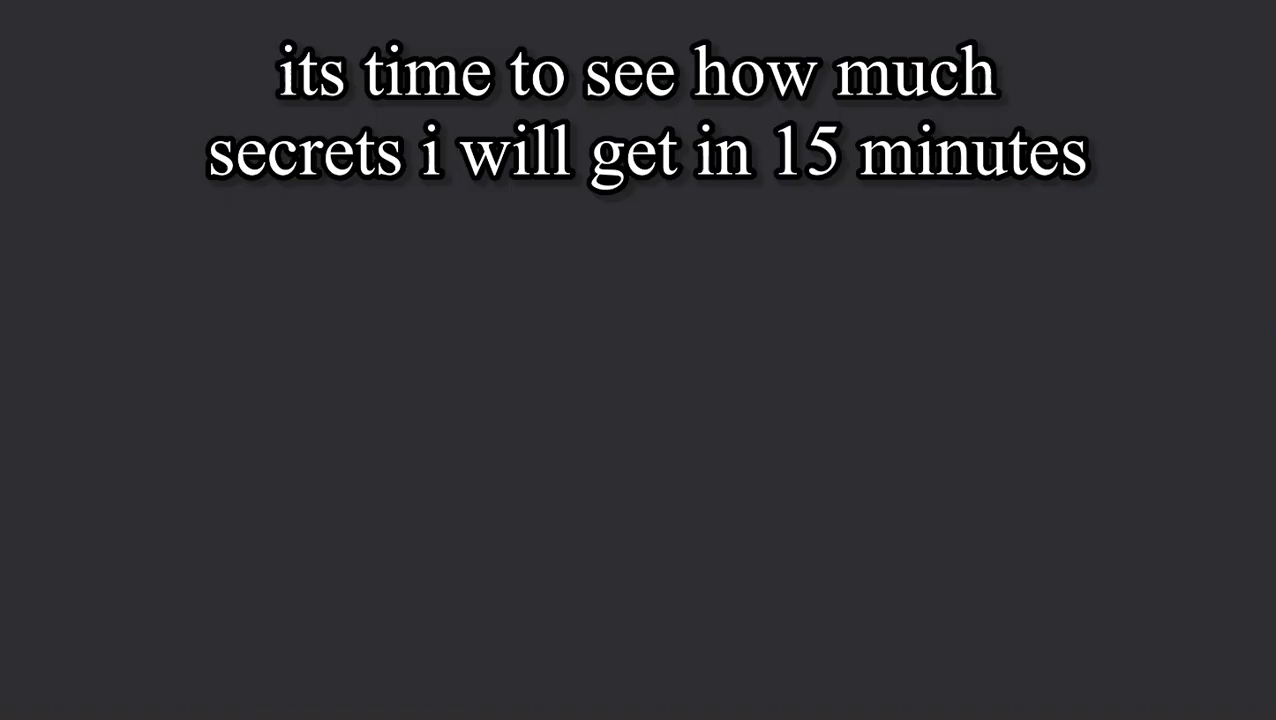 its time to see how much
secrets i will get in 15 minutes